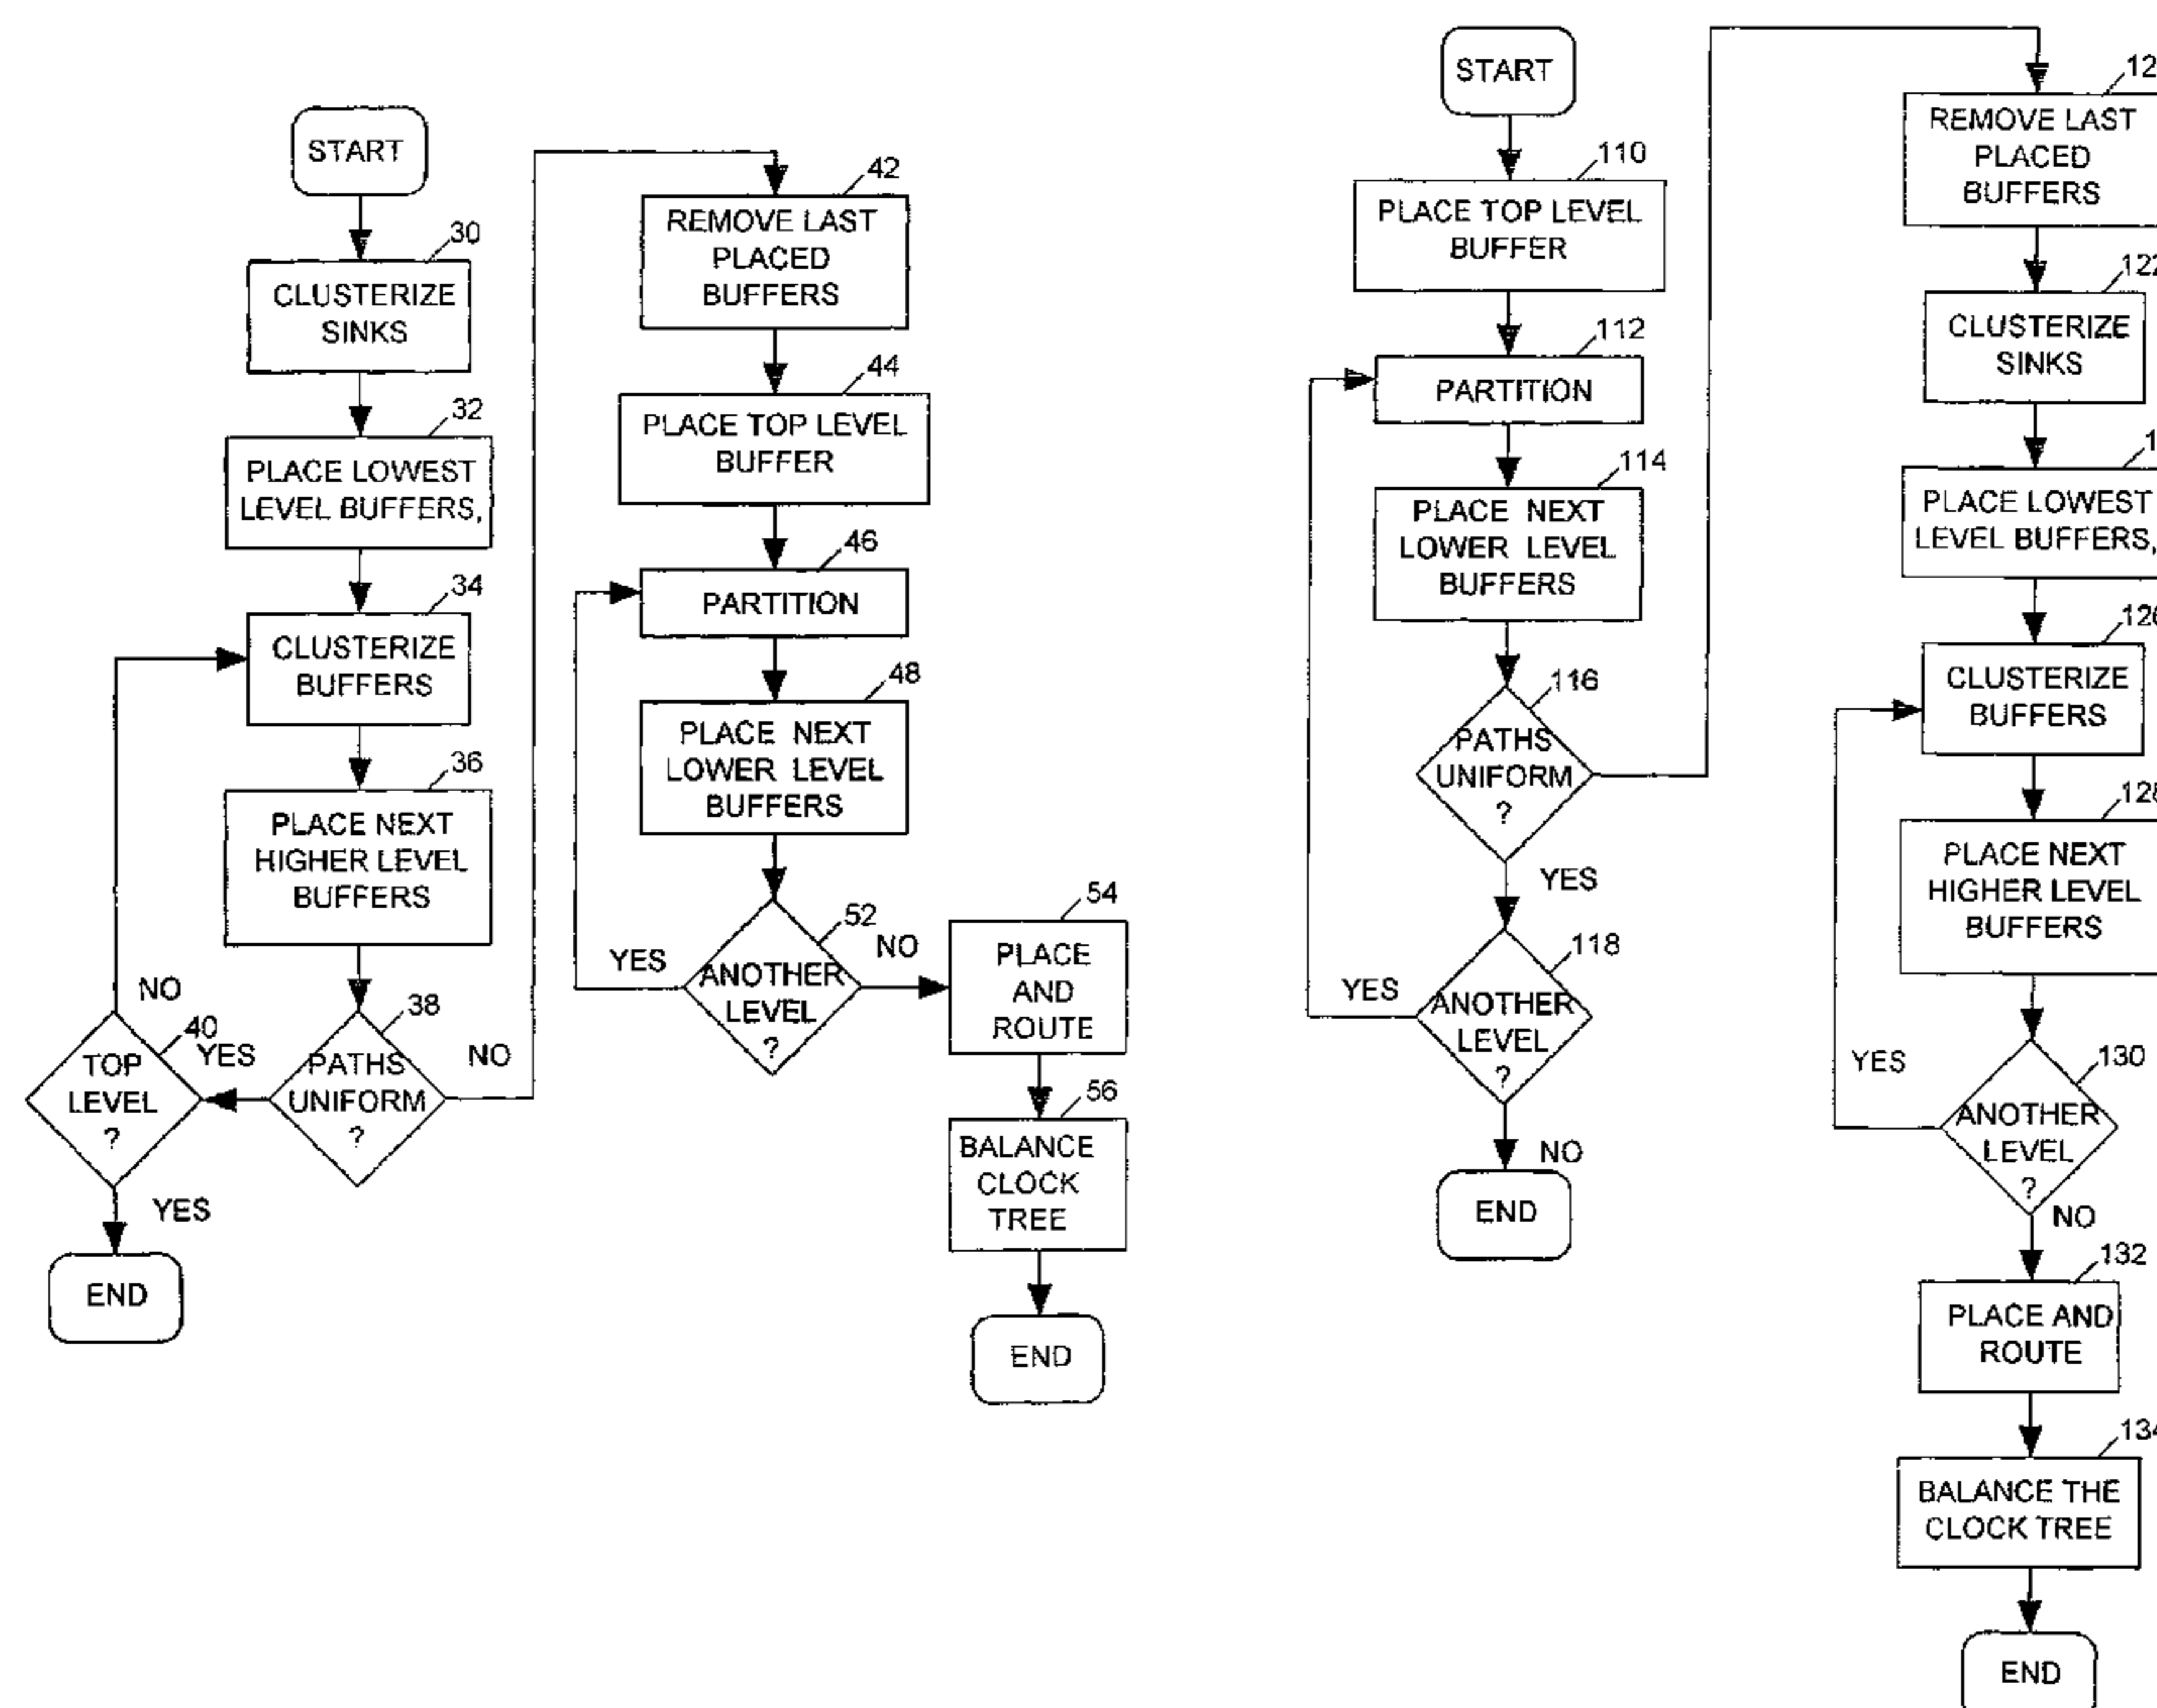 START
30
CLUSTERIZE
SINKS
32
PLACE LOWEST
LEVEL BUFFERS,
34
CLUSTERIZE
BUFFERS
36
PLACE NEXT
HIGHER LEVEL
BUFFERS
38
PATHS
UNIFORM
?
NO
YES
40
TOP
LEVEL
?
NO
YES
END
42
REMOVE LAST
PLACED
BUFFERS
44
PLACE TOP LEVEL
BUFFER
46
PARTITION
48
PLACE NEXT
LOWER LEVEL
BUFFERS
52
ANOTHER
LEVEL
?
YES
NO
54
PLACE
AND
ROUTE
56
BALANCE
CLOCK
TREE
END
START
110
PLACE TOP LEVEL
BUFFER
112
PARTITION
114
PLACE NEXT
LOWER LEVEL
BUFFERS
116
PATHS
UNIFORM
?
YES
118
ANOTHER
LEVEL
?
YES
NO
END
REMOVE LAST
PLACED
BUFFERS
122
CLUSTERIZE
SINKS
PLACE LOWEST
LEVEL BUFFERS,
126
CLUSTERIZE
BUFFERS
128
PLACE NEXT
HIGHER LEVEL
BUFFERS
130
ANOTHER
LEVEL
?
YES
NO
132
PLACE AND
ROUTE
134
BALANCE THE
CLOCK TREE
END